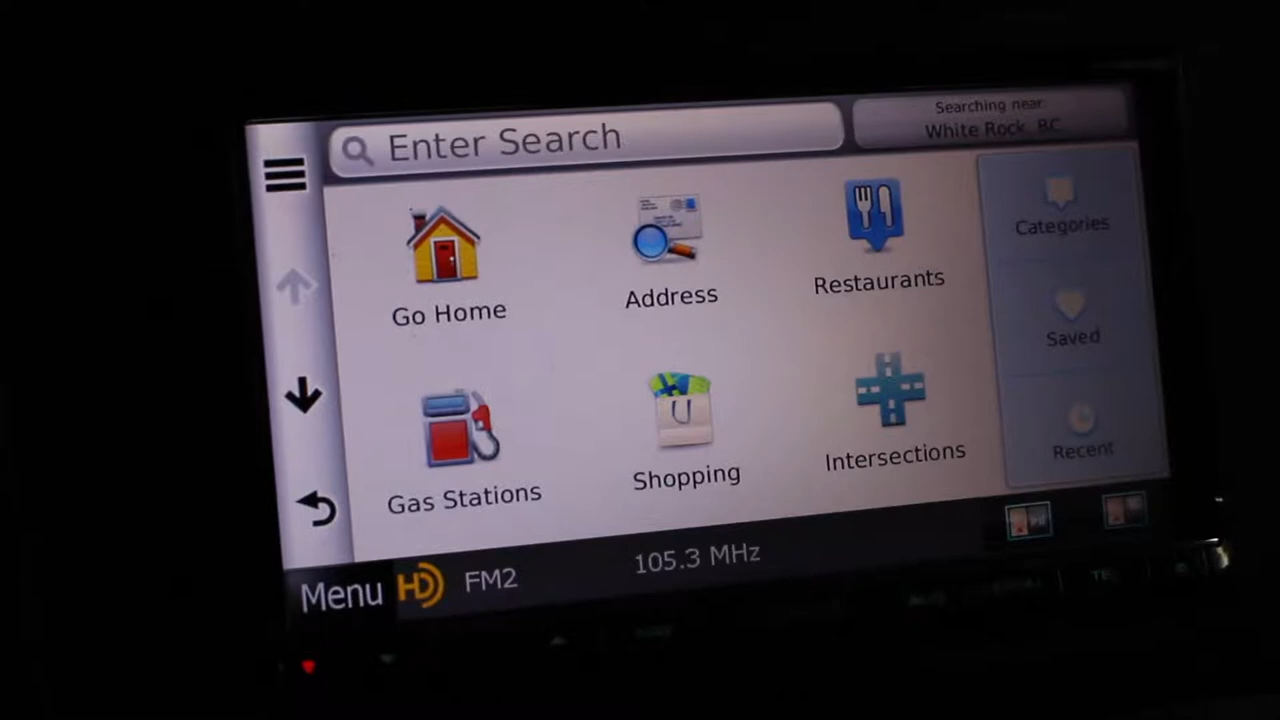 Enter Search
Searching near:
White Rock, BC
Go Home
Address
Restaurants
Categories
Saved
Gas Stations
Shopping
Intersections
Recent
Menu HD FM2 105.3 MHz